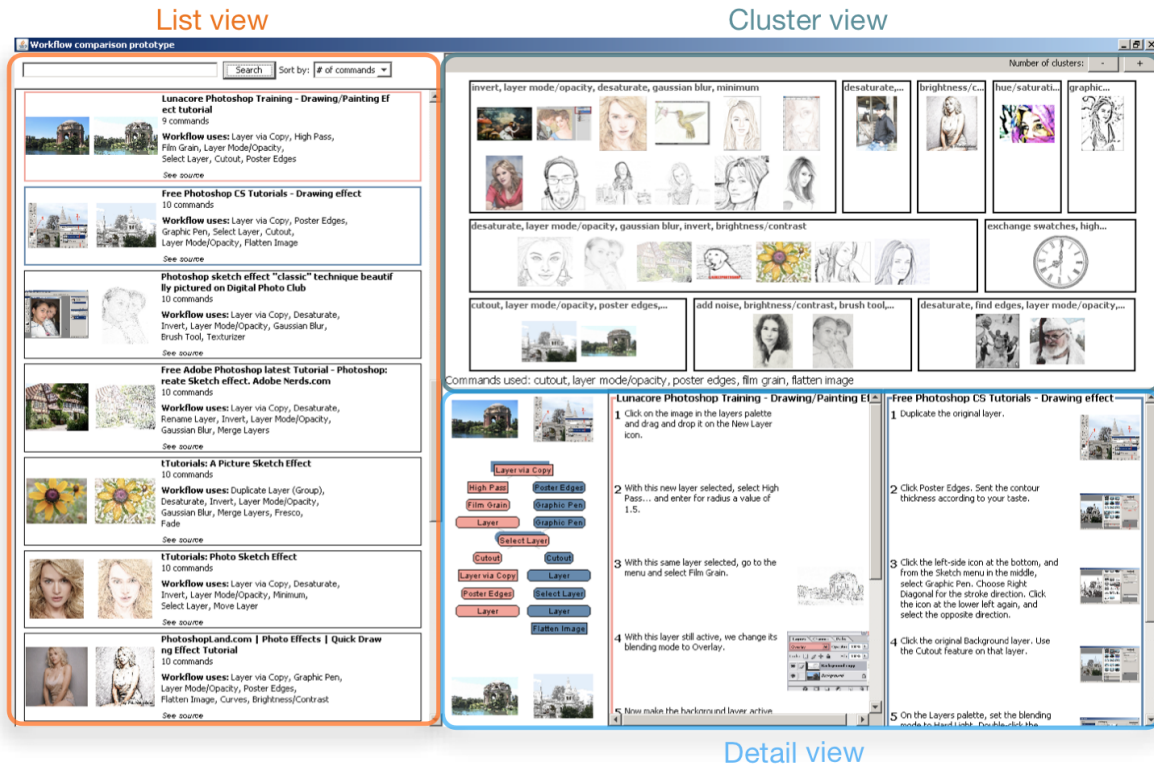 List view
Cluster view
Workflow comparison prototype
Search
Sort by:
# of commands
Lunacore Photoshop Training - Drawing/Painting Ef
ect tutorial
9 commands
Workflow uses: Layer via Copy, High Pass,
Film Grain, Layer Mode/Opacity,
Select Layer, Cutout, Poster Edges
See source
Free Photoshop CS Tutorials - Drawing effect
10 commands
Workflow uses: Layer via Copy, Poster Edges,
Graphic Pen, Select Layer, Cutout,
Layer Mode/Opacity, Flatten Image
See source
Photoshop sketch effect "classic" technique beautif
lly pictured on Digital Photo Club
10 commands
Workflow uses: Layer via Copy, Desaturate,
Invert, Layer Mode/Opacity, Gaussian Blur,
Brush Tool, Texturizer
See source
Free Adobe Photoshop latest Tutorial - Photoshop:
reate Sketch effect. Adobe Nerds.com
10 commands
Workflow uses: Layer via Copy, Desaturate,
Rename Layer, Invert, Layer Mode/Opacity,
Gaussian Blur, Merge Layers
See source
tTutorials: A Picture Sketch Effect
10 commands
Workflow uses: Duplicate Layer (Group),
Desaturate, Invert, Layer Mode/Opacity,
Gaussian Blur, Merge Layers, Fresco,
Fade
See source
tTutorials: Photo Sketch Effect
10 commands
Workflow uses: Layer via Copy, Desaturate,
Invert, Layer Mode/Opacity, Minimum,
Select Layer, Move Layer
See source
PhotoshopLand.com | Photo Effects | Quick Draw
ng Effect Tutorial
10 commands
Workflow uses: Layer via Copy, Graphic Pen,
Layer Mode/Opacity, Poster Edges,
Flatten Image, Curves, Brightness/Contrast
See source
Number of clusters:
-
+
invert, layer mode/opacity, desaturate, gaussian blur, minimum
desaturate,...
brightness/c...
hue/saturati...
graphic...
desaturate, layer mode/opacity, gaussian blur, invert, brightness/contrast
exchange swatches, high...
cutout, layer mode/opacity, poster edges,...
add noise, brightness/contrast, brush tool,...
desaturate, find edges, layer mode/opacity,...
Commands used: cutout, layer mode/opacity, poster edges, film grain, flatten image
Layer via Copy
High Pass
Poster Edges
Film Grain
Graphic Pen
Layer
Graphic Pen
Select Layer
Cutout
Cutout
Layer via Copy
Layer
Poster Edges
Select Layer
Layer
Layer
Flatten Image
Lunacore Photoshop Training - Drawing/Painting Ef
1 Click on the image in the layers palette
and drag and drop it on the New Layer
icon.
2 With this new layer selected, select High
Pass... and enter for radius a value of
1.5.
3 With this same layer selected, go to the
menu and select Film Grain.
4 With this layer still active, we change its
blending mode to Overlay.
5 Now make the background layer active
Free Photoshop CS Tutorials - Drawing effect
1 Duplicate the original layer.
2 Click Poster Edges. Sent the contour
thickness according to your taste.
3 Click the left-side icon at the bottom, and
from the Sketch menu in the middle,
select Graphic Pen. Choose Right
Diagonal for the stroke direction. Click
the icon at the lower left again, and
select the opposite direction.
4 Click the original Background layer. Use
the Cutout feature on that layer.
5 On the Layers palette, set the blending
mode to Hard Light. Double-click the
Detail view